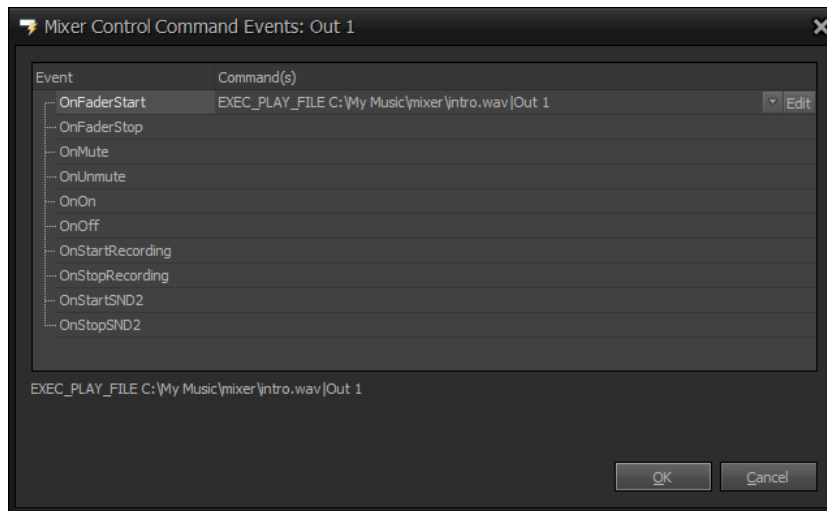 Mixer Control Command Events: Out 1
Event Command(s)
OnFaderStart EXEC_PLAY_FILE C:\My Music\mixer\intro.wav|Out 1 Edit
OnFaderStop
OnMute
OnUnmute
OnOn
OnOff
OnStartRecording
OnStopRecording
OnStartSND2
OnStopSND2
EXEC_PLAY_FILE C:\My Music\mixer\intro.wav|Out 1
OK Cancel